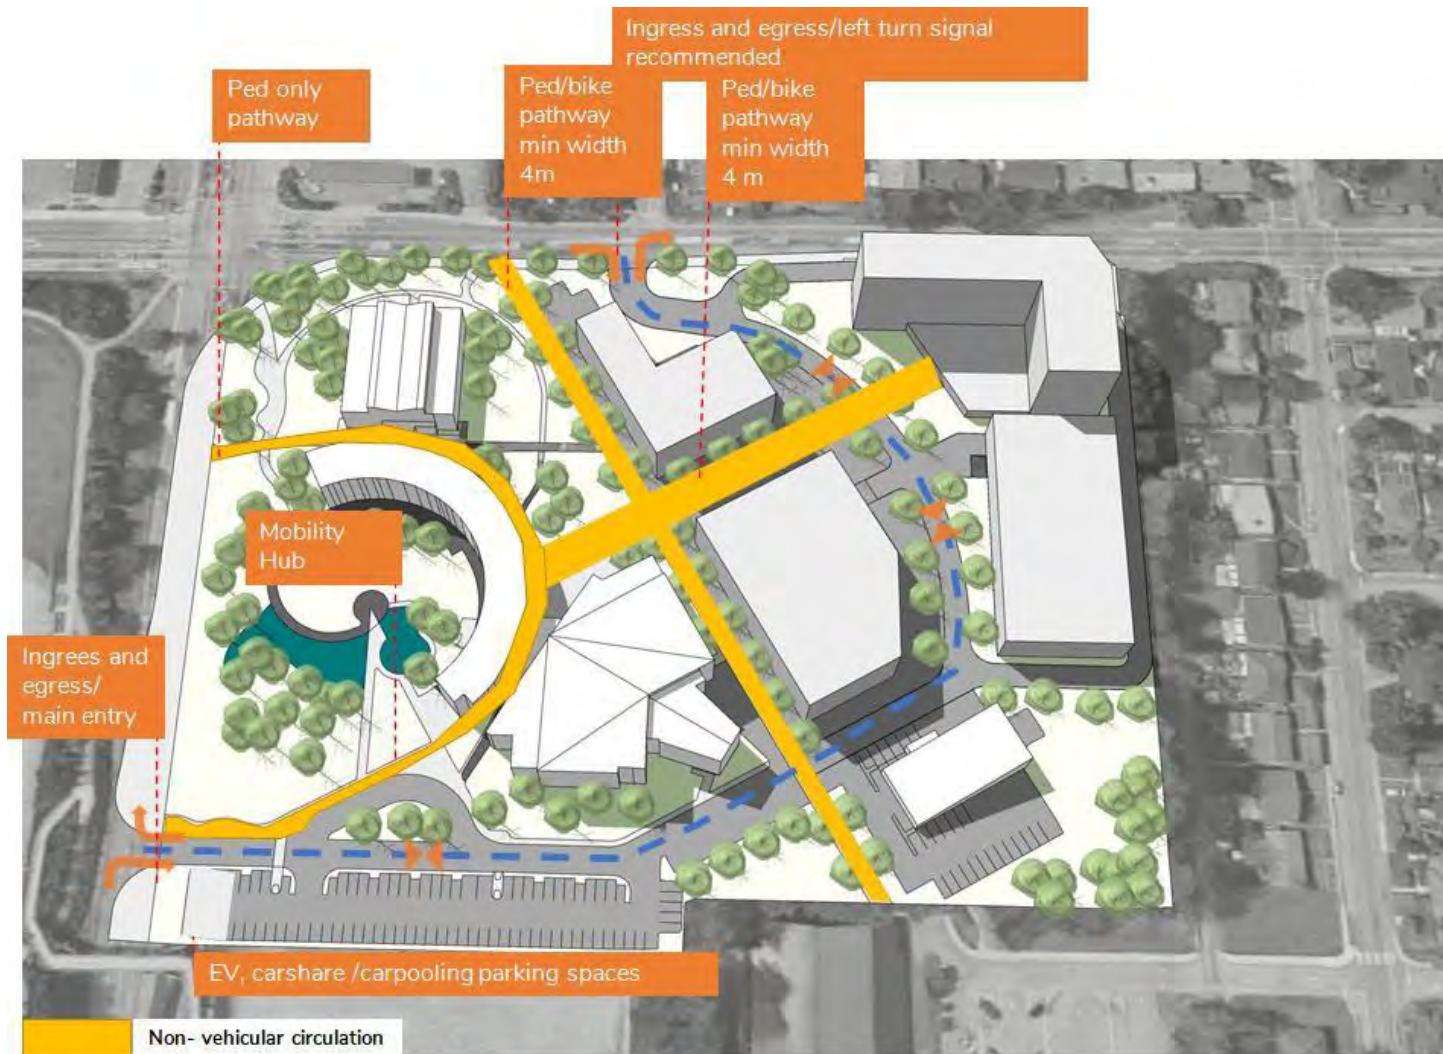 Ingress and egress/left turn signal
recommended
Ped only
pathway
Ped/bike
pathway
min width
4m
Ped/bike
pathway
min width
4 m
Mobility
Hub
Ingrees and
egress/
main entry
EV, carshare /carpooling parking spaces
Non- vehicular circulation